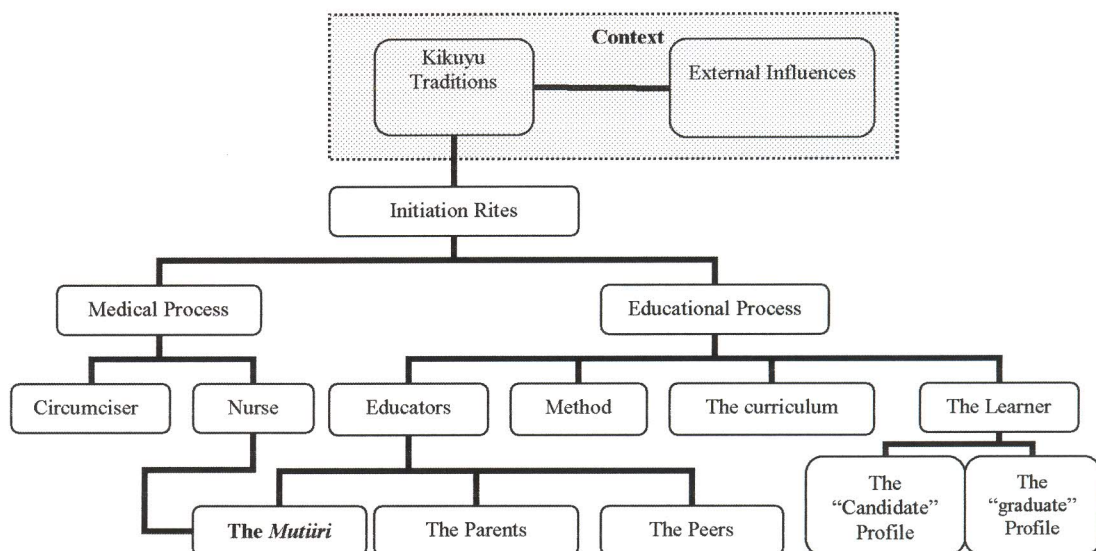 Context
Kikuyu
Traditions
External Influences
Initiation Rites
Medical Process
Educational Process
Circumciser
Nurse
Educators
Method
The curriculum
The Learner
The Mutiiri
The Parents
The Peers
The
“Candidate”
Profile
The
“graduate”
Profile